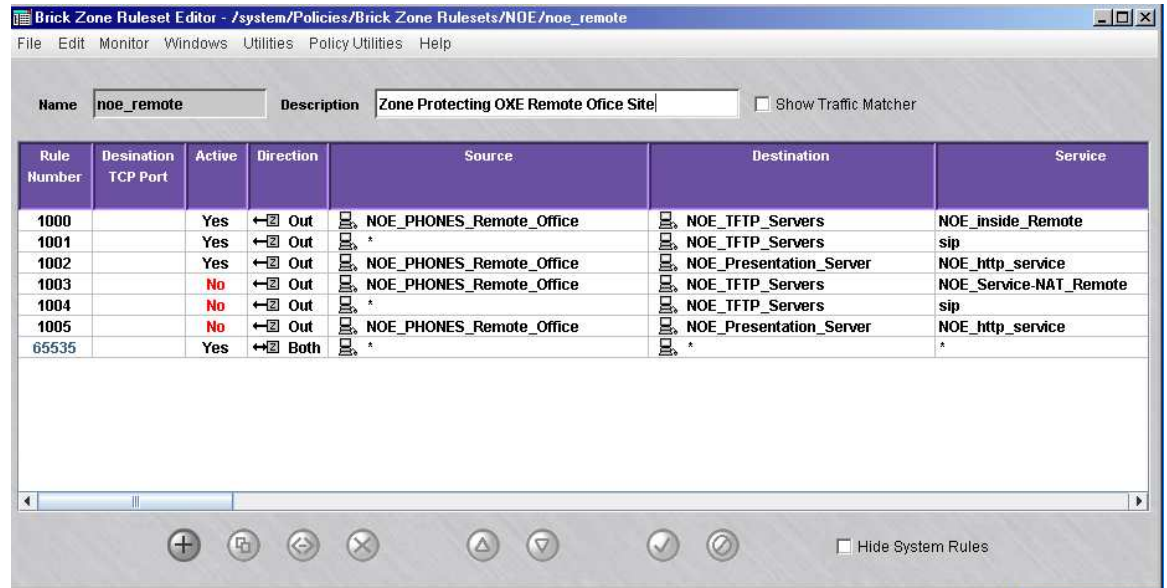 Brick Zone Ruleset Editor - /system/Policies/Brick Zone Rulesets/NOE/noe_remote
File Edit Monitor Windows Utilities Policy Utilities Help
Name noe_remote Description Zone Protecting OXE Remote Ofice Site Show Traffic Matcher
Rule Number Desination TCP Port Active Direction Source Destination Service
1000 Yes Out NOE_PHONES_Remote_Office NOE_TFTP_Servers NOE_inside_Remote
1001 Yes Out * NOE_TFTP_Servers sip
1002 Yes Out NOE_PHONES_Remote_Office NOE_Presentation_Server NOE_http_service
1003 No Out NOE_PHONES_Remote_Office NOE_TFTP_Servers NOE_Service-NAT_Remote
1004 No Out * NOE_TFTP_Servers sip
1005 No Out NOE_PHONES_Remote_Office NOE_Presentation_Server NOE_http_service
65535 Yes Both * * *
Hide System Rules